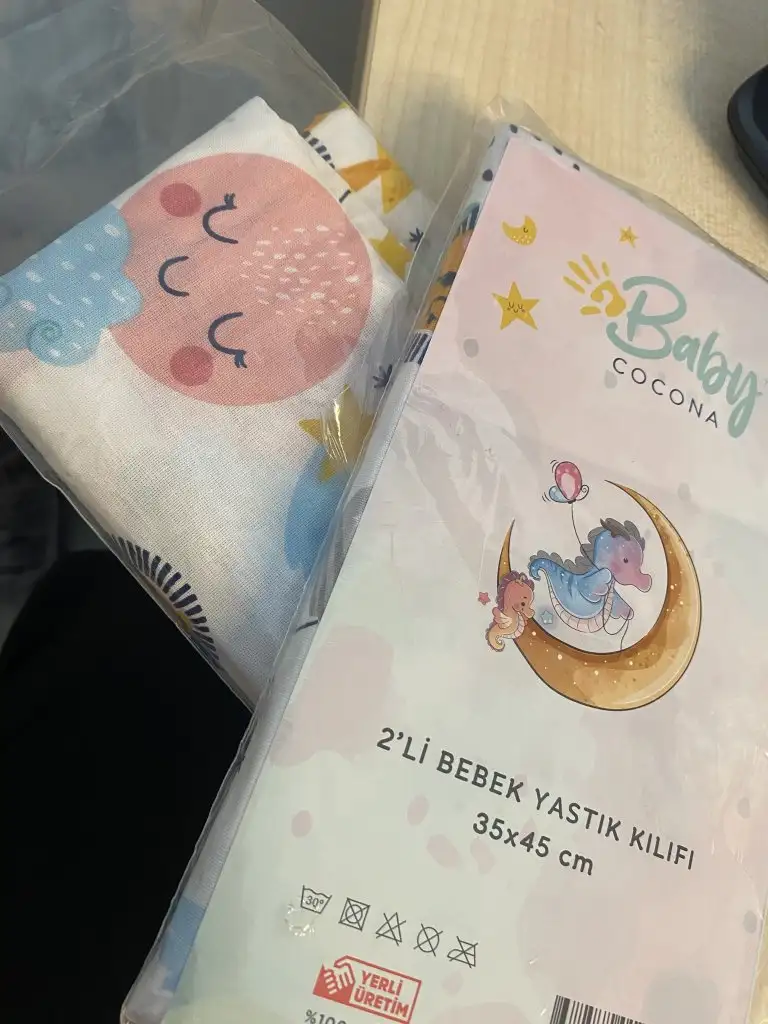 Baby
COCONA
2'Lİ BEBEK YASTIK KILIFI
35x45 cm
30°
YERLİ
ÜRETİM